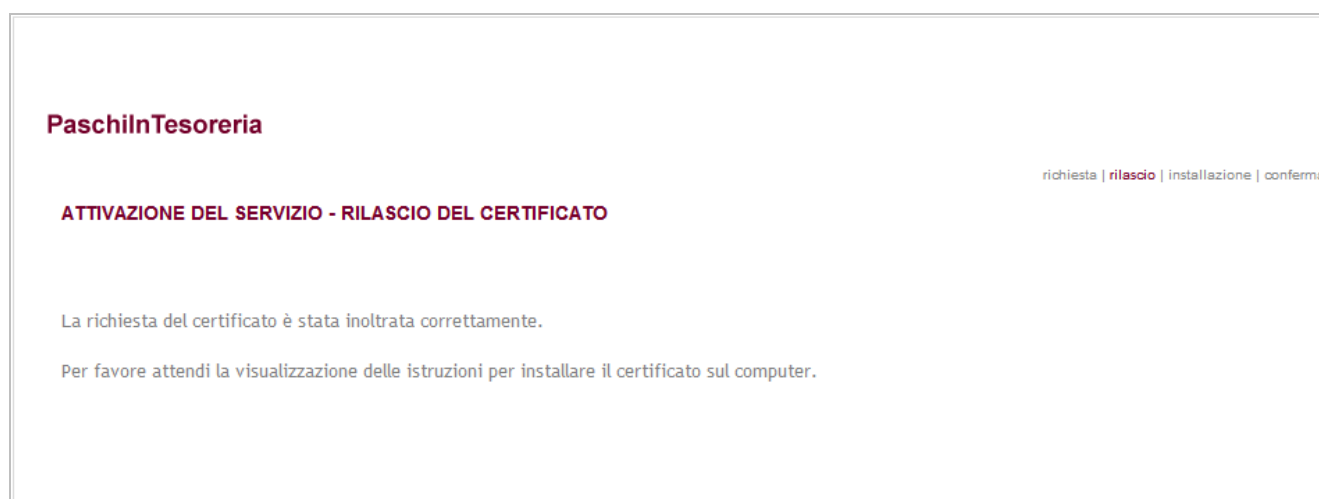 PaschiInTesoreria
richiesta | rilascio | installazione | conferma
ATTIVAZIONE DEL SERVIZIO - RILASCIO DEL CERTIFICATO
La richiesta del certificato è stata inoltrata correttamente.
Per favore attendi la visualizzazione delle istruzioni per installare il certificato sul computer.